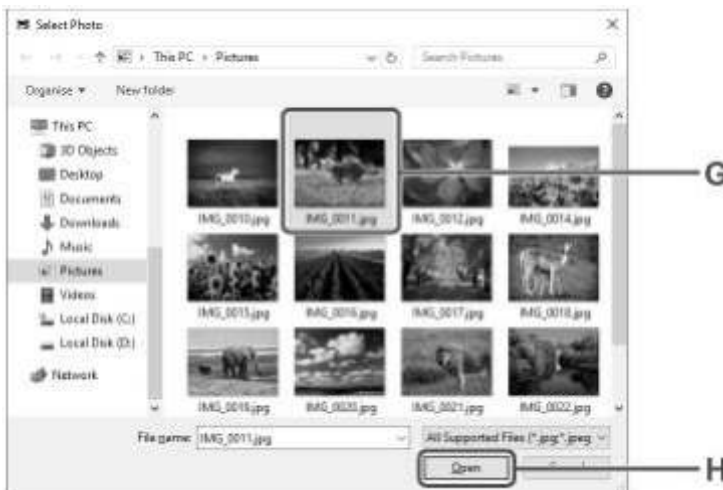 Select Photo
This PC › Pictures
Search Pictures
Organise
New folder
This PC
3D Objects
Desktop
Documents
Downloads
Music
Pictures
Videos
Local Disk (C:)
Local Disk (D:)
Network
IMG_0010.jpg IMG_0011.jpg IMG_0012.jpg IMG_0014.jpg
IMG_0015.jpg IMG_0016.jpg IMG_0017.jpg IMG_0018.jpg
IMG_0019.jpg IMG_0020.jpg IMG_0021.jpg IMG_0022.jpg
G
File name: IMG_0011.jpg
All Supported Files (*.jpg;*.jpeg
Open
H